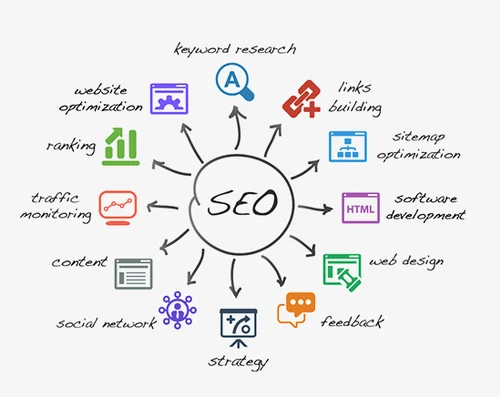 keyword research
A
website
optimization
links
building
ranking
sitemap
optimization
traffic
monitoring
SEO
HTML
software
development
content
web design
social network
feedback
strategy